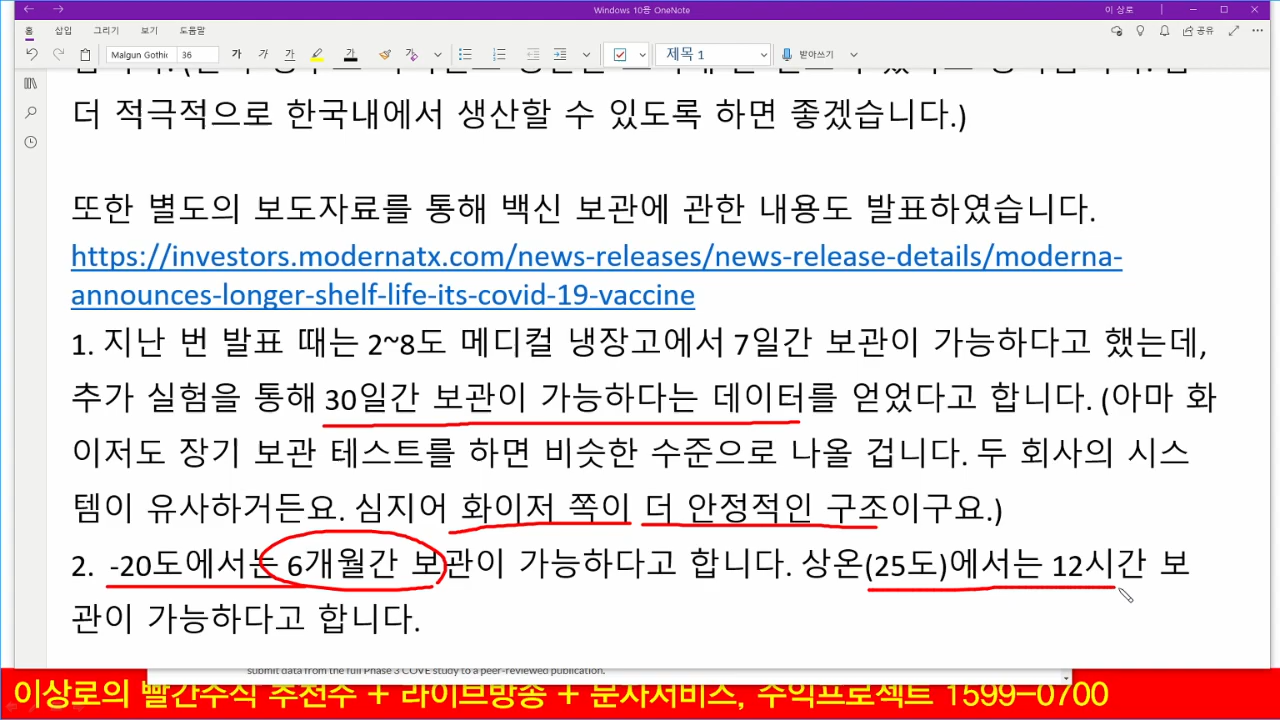 Windows 10용 OneNote
이 상로
홈 삽입 그리기 보기 도움말
공유
Malgun Gothic 36 가 가 가 가 가 제목 1 받아쓰기
더 적극적으로 한국내에서 생산할 수 있도록 하면 좋겠습니다.)
또한 별도의 보도자료를 통해 백신 보관에 관한 내용도 발표하였습니다.
https://investors.modernatx.com/news-releases/news-release-details/moderna-
announces-longer-shelf-life-its-covid-19-vaccine
1. 지난 번 발표 때는 2~8도 메디컬 냉장고에서 7일간 보관이 가능하다고 했는데,
추가 실험을 통해 30일간 보관이 가능하다는 데이터를 얻었다고 합니다. (아마 화
이저도 장기 보관 테스트를 하면 비슷한 수준으로 나올 겁니다. 두 회사의 시스
템이 유사하거든요. 심지어 화이저 쪽이 더 안정적인 구조이구요.)
2. -20도에서는 6개월간 보관이 가능하다고 합니다. 상온(25도)에서는 12시간 보
관이 가능하다고 합니다.
submit data from the full Phase 3 COVE study to a peer-reviewed publication.
이상로의 빨간주식 추천주 + 라이브방송 + 문자서비스, 수익프로젝트 1599-0700